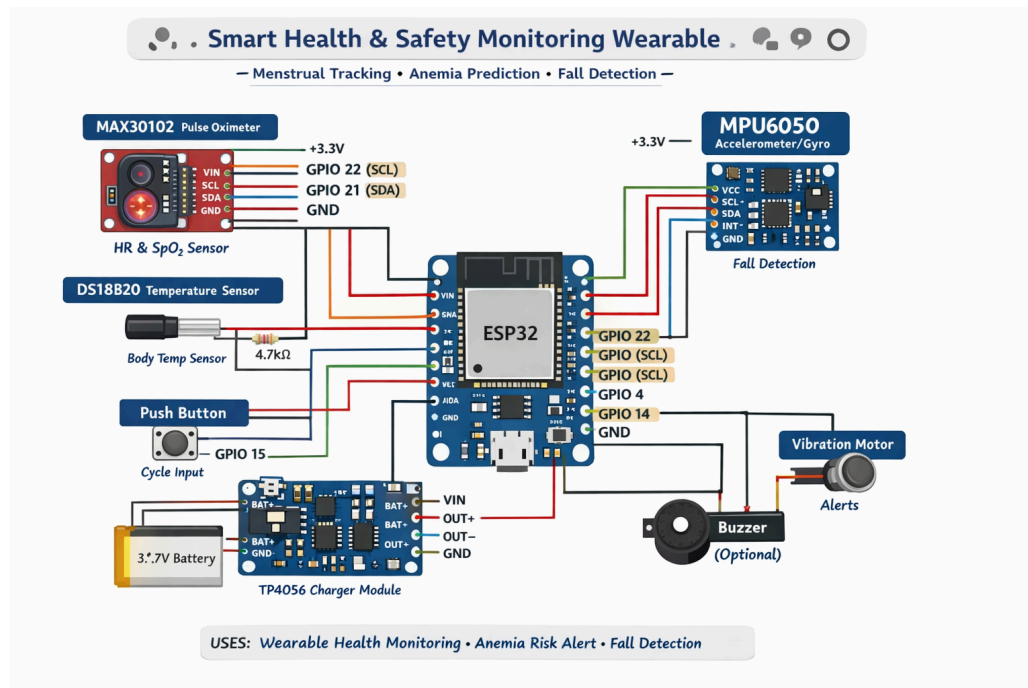 Smart Health & Safety Monitoring Wearable
– Menstrual Tracking • Anemia Prediction • Fall Detection –
MAX30102 Pulse Oximeter
+3.3V
VIN
GPIO 22 (SCL)
SCL
GPIO 21 (SDA)
SDA
GND
GND
HR & SpO₂ Sensor
+3.3V
MPU6050
Accelerometer/Gyro
VCC
SCL
SDA
INT
GND
Fall Detection
DS18B20 Temperature Sensor
4.7kΩ
Body Temp Sensor
ESP32
VIN
SNA
GND
GPIO 22
GPIO (SCL)
GPIO (SCL)
GPIO 4
GPIO 14
GND
Push Button
GPIO 15
Cycle Input
Vibration Motor
Alerts
Buzzer
(Optional)
BAT+
BAT+
GND
BAT+
BAT+
OUT+
VIN
OUT+
OUT–
GND
3.7V Battery
TP4056 Charger Module
USES: Wearable Health Monitoring • Anemia Risk Alert • Fall Detection